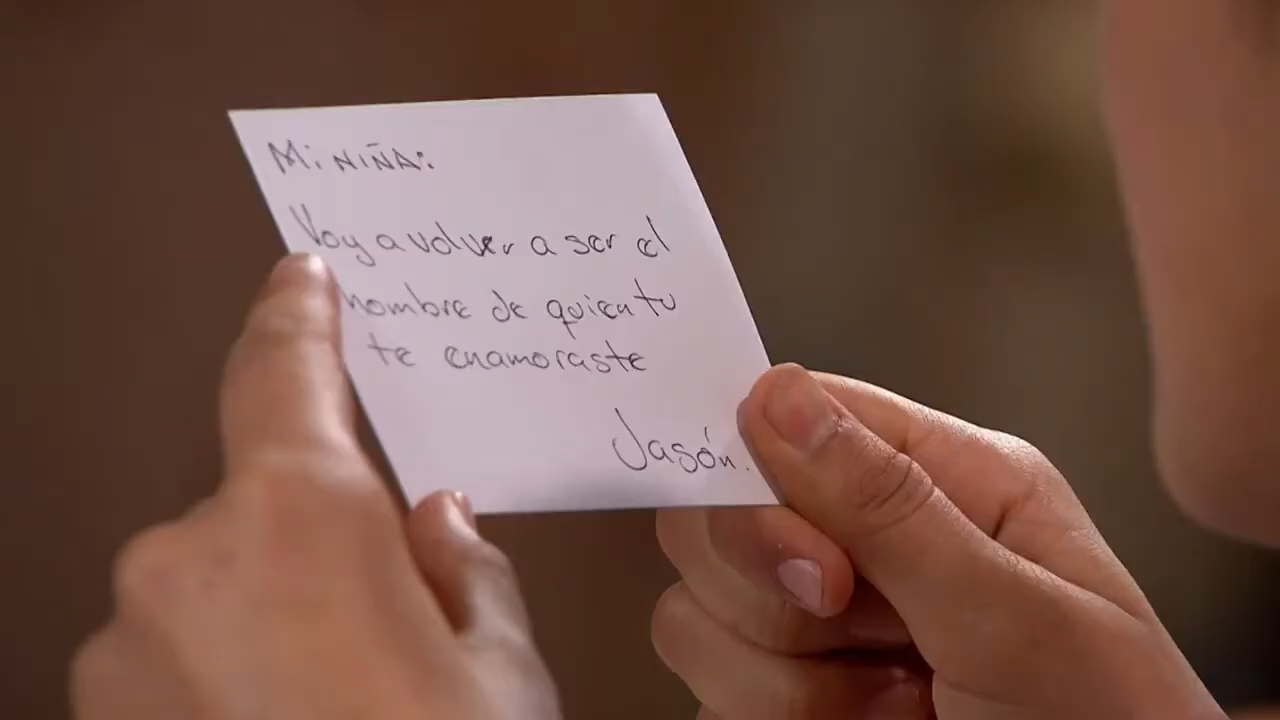 Mi NIÑA:
Voy a volver a ser el
hombre de quien tu
te enamoraste
Jasón.